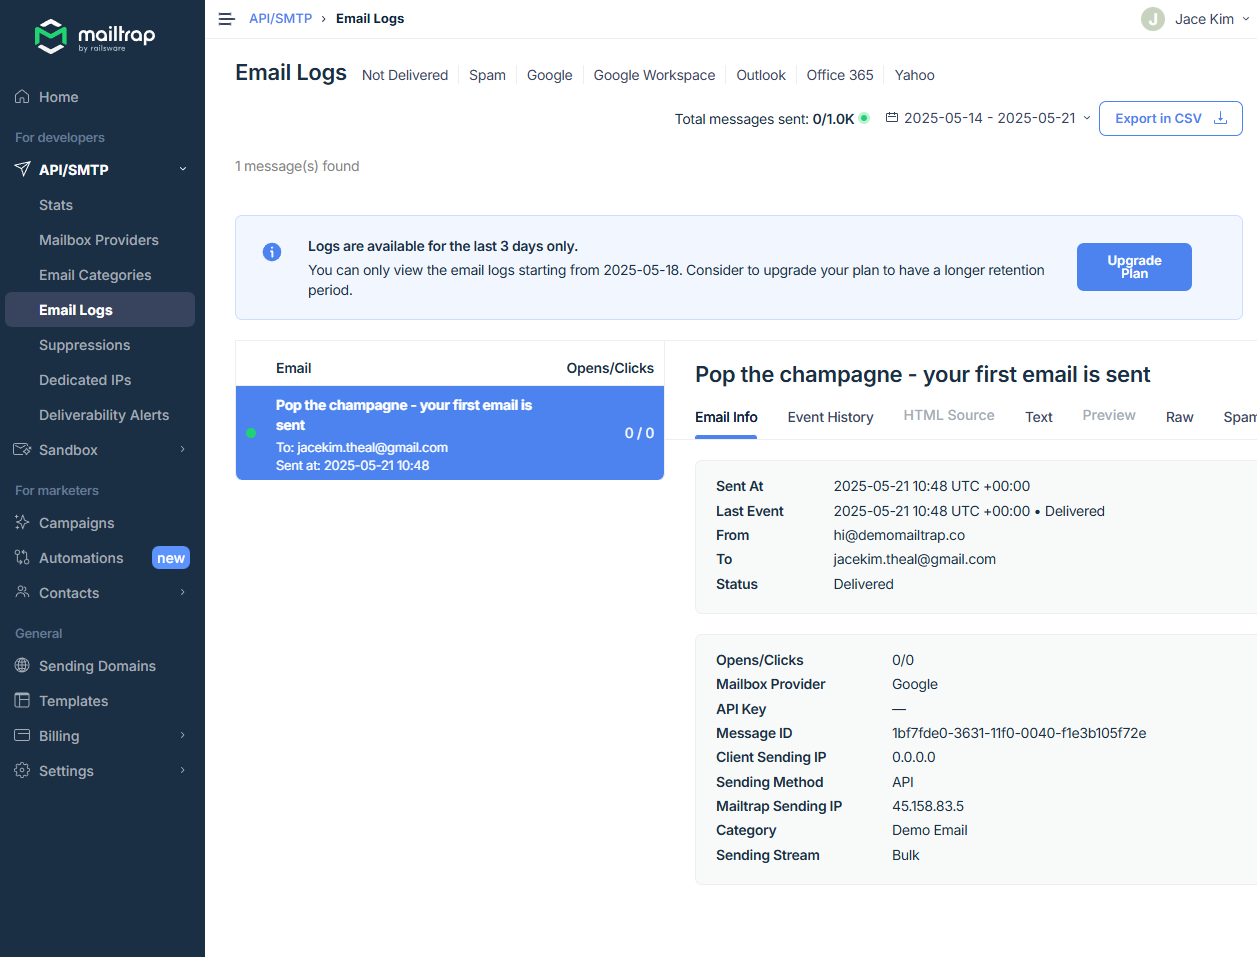 mailtrap
by railsware
Home
For developers
API/SMTP
Stats
Mailbox Providers
Email Categories
Email Logs
Suppressions
Dedicated IPs
Deliverability Alerts
Sandbox
For marketers
Campaigns
Automations new
Contacts
General
Sending Domains
Templates
Billing
Settings
API/SMTP › Email Logs
J Jace Kim
Email Logs Not Delivered Spam Google Google Workspace Outlook Office 365 Yahoo
Total messages sent: 0/1.0K 2025-05-14 - 2025-05-21 Export in CSV
1 message(s) found
Logs are available for the last 3 days only.
You can only view the email logs starting from 2025-05-18. Consider to upgrade your plan to have a longer retention
period.
Upgrade
Plan
Email Opens/Clicks
Pop the champagne - your first email is
sent
To: jacekim.theal@gmail.com
Sent at: 2025-05-21 10:48
0 / 0
Pop the champagne - your first email is sent
Email Info Event History HTML Source Text Preview Raw Spam
Sent At 2025-05-21 10:48 UTC +00:00
Last Event 2025-05-21 10:48 UTC +00:00 • Delivered
From hi@demomailtrap.co
To jacekim.theal@gmail.com
Status Delivered
Opens/Clicks 0/0
Mailbox Provider Google
API Key —
Message ID 1bf7fde0-3631-11f0-0040-f1e3b105f72e
Client Sending IP 0.0.0.0
Sending Method API
Mailtrap Sending IP 45.158.83.5
Category Demo Email
Sending Stream Bulk